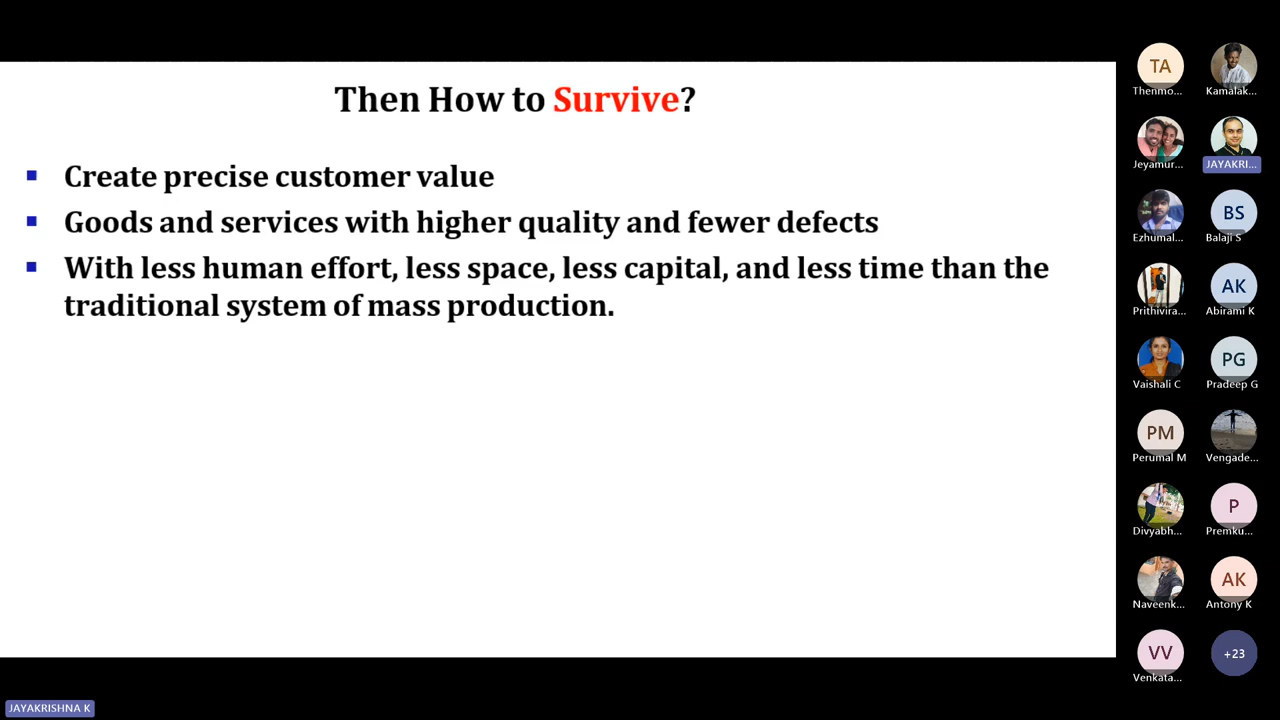 Then How to Survive?
▪ Create precise customer value
▪ Goods and services with higher quality and fewer defects
▪ With less human effort, less space, less capital, and less time than the
traditional system of mass production.
TA
Thenmo...
Kamalak...
Jeyamur...
JAYAKRI...
Ezhumal...
BS
Balaji S
Prithivira...
AK
Abirami K
Vaishali C
PG
Pradeep G
PM
Perumal M
Vengade...
Divyabh...
P
Premku...
Naveenk...
AK
Antony K
VV
Venkata...
+23
JAYAKRISHNA K